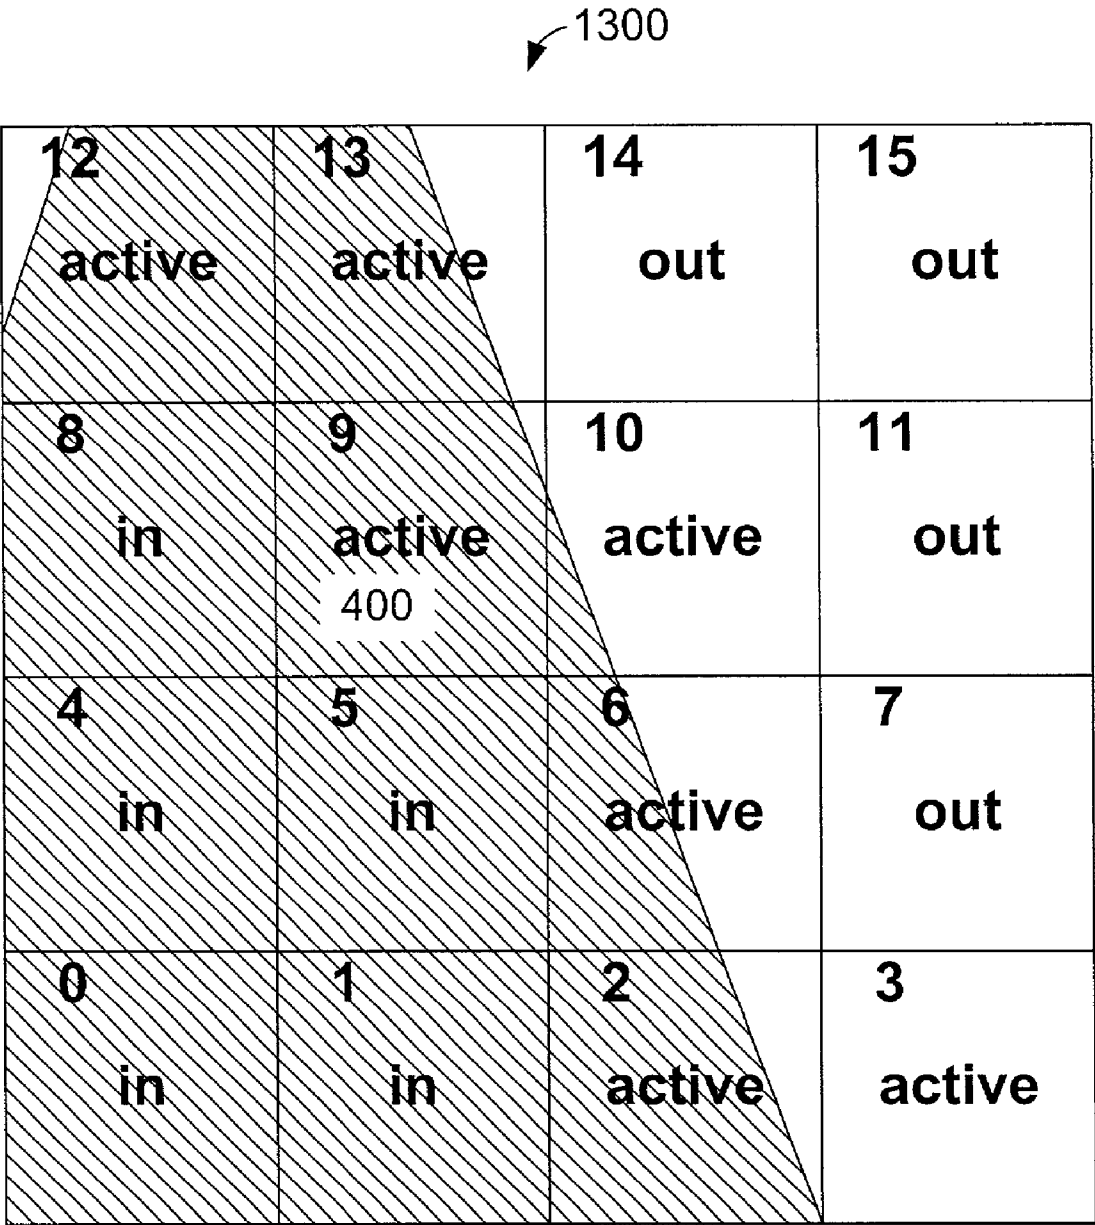 1300
12 13 14 15
active active out out
8 9 10 11
in active active out
400
4 5 6 7
in in active out
0 1 2 3
in in active active